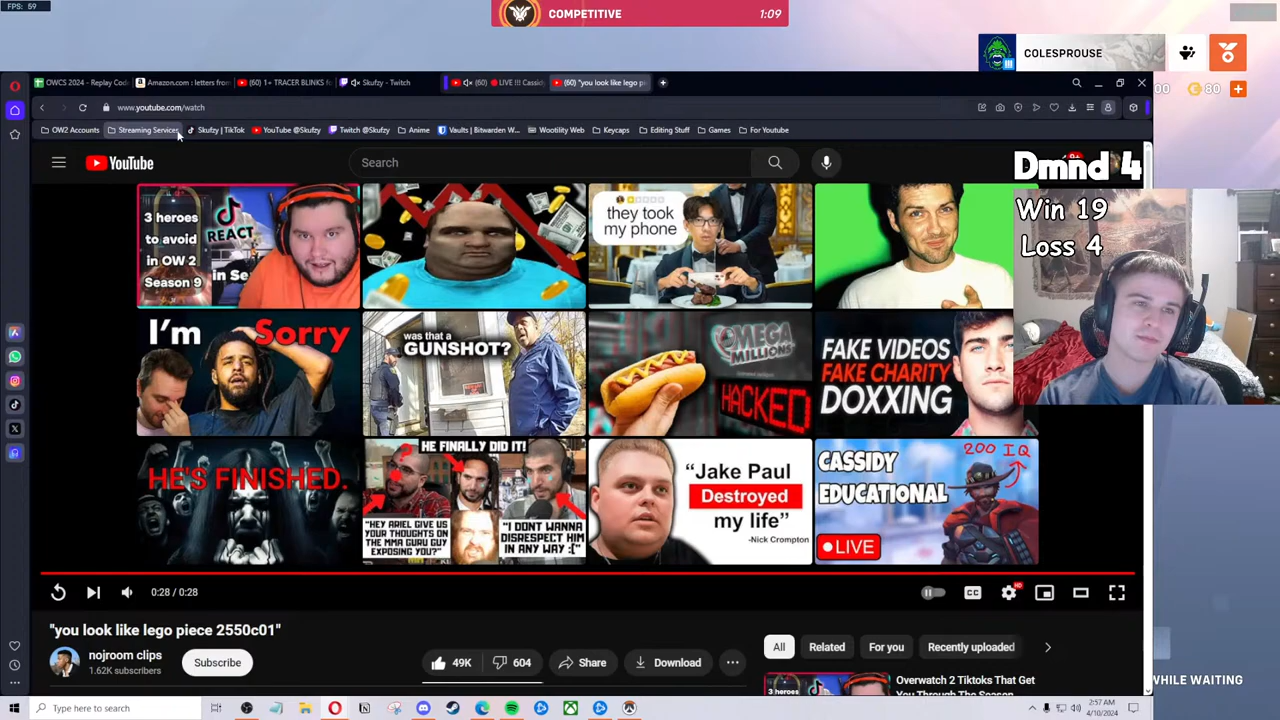 FPS : 59
COMPETITIVE
1:09
COLESPROUSE
OWCS 2024 - Replay Cod
Amazon.com : letters from
(60) 1+ TRACER BLINKS f
Skufzy - Twitch
(60) 🔴 LIVE !!! Cassid
(60) "you look like lego pie
www.youtube.com/watch
80
OW2 Accounts
Streaming Services
Skufzy | TikTok
YouTube @Skufzy
Twitch @Skufzy
Anime
Vaults | Bitwarden W...
Wootility Web
Keycaps
Editing Stuff
Games
For Youtube
YouTube
Search
9+
Dmnd 4
Win 19
Loss 4
3 heroes
to avoid
in OW 2
Season 9
REACT
in Se
they took
my phone
I'm Sorry
was that a
GUNSHOT?
MEGA
MILLIONS
HACKED
FAKE VIDEOS
FAKE CHARITY
DOXXING
HE'S FINISHED.
HE FINALLY DID IT!
?
"HEY ARIEL GIVE US
YOUR THOUGHTS ON
THE MMA GURU GUY
EXPOSING YOU?"
"I DONT WANNA
DISRESPECT HIM
IN ANY WAY :("
"Jake Paul
Destroyed
my life"
-Nick Crompton
CASSIDY
EDUCATIONAL
200 IQ
LIVE
0:28 / 0:28
CC
HD
"you look like lego piece 2550c01"
nojroom clips
1.62K subscribers
Subscribe
49K
604
Share
Download
All
Related
For you
Recently uploaded
Overwatch 2 Tiktoks That Get
You Through The Season
WHILE WAITING
Type here to search
2:57 AM
4/10/2024